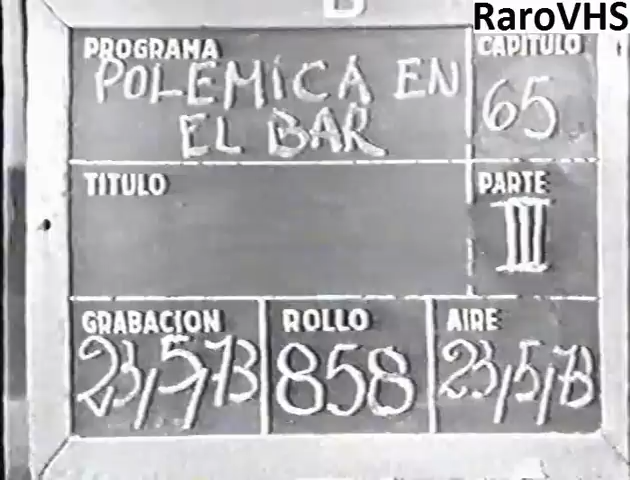 RaroVHS
PROGRAMA
POLEMICA EN
EL BAR
CAPITULO
65
TITULO
PARTE
III
GRABACION
23/5/73
ROLLO
858
AIRE
23/5/73